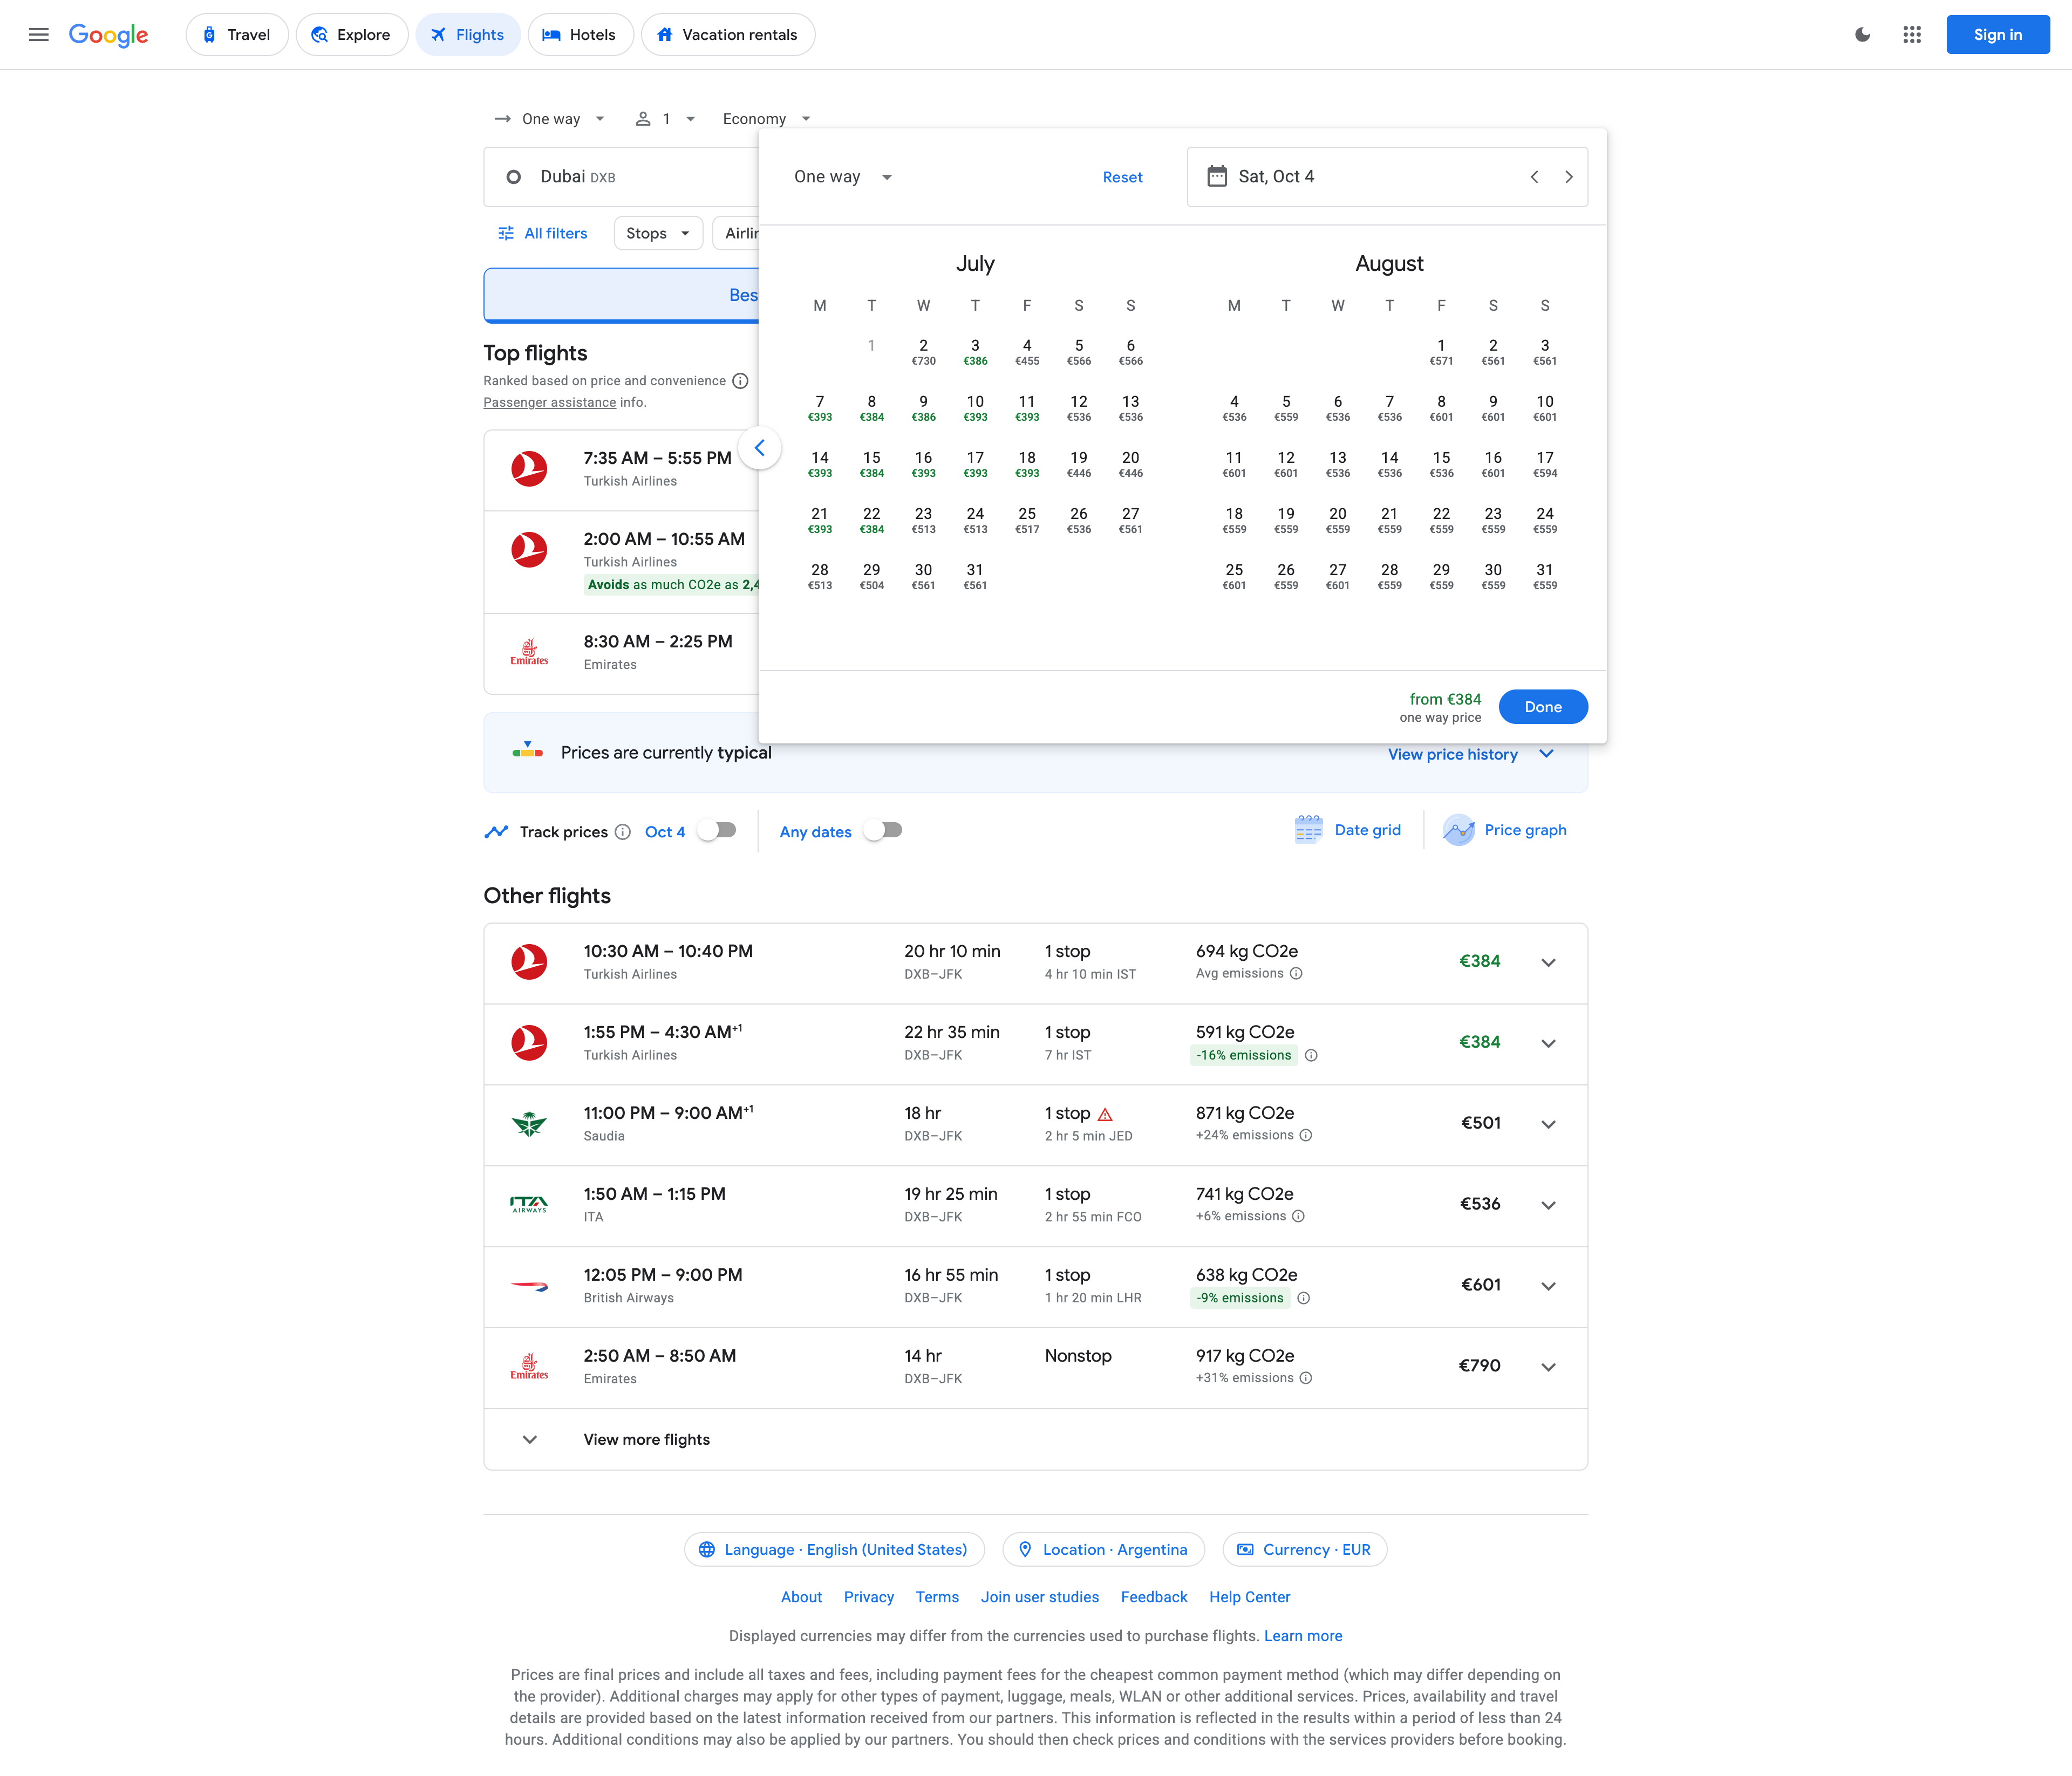 Google
Travel
Explore
Flights
Hotels
Vacation rentals
Sign in
One way
1
Economy
Dubai DXB
One way
Reset
Sat, Oct 4
All filters
Stops
July
August
M T W T F S S
M T W T F S S
1 2 3 4 5 6
€730 €386 €455 €566 €566
1 2 3
€571 €561 €561
7 8 9 10 11 12 13
€393 €384 €386 €393 €393 €536 €536
4 5 6 7 8 9 10
€536 €559 €536 €536 €601 €601 €601
14 15 16 17 18 19 20
€393 €384 €393 €393 €393 €446 €446
11 12 13 14 15 16 17
€601 €601 €536 €536 €536 €601 €594
21 22 23 24 25 26 27
€393 €384 €513 €513 €517 €536 €561
18 19 20 21 22 23 24
€559 €559 €559 €559 €559 €559 €559
28 29 30 31
€513 €504 €561 €561
25 26 27 28 29 30 31
€601 €559 €601 €559 €559 €559 €559
from €384
one way price
Done
Top flights
Ranked based on price and convenience
Passenger assistance info.
7:35 AM – 5:55 PM
Turkish Airlines
2:00 AM – 10:55 AM
Turkish Airlines
Avoids as much CO2e as 2,4
8:30 AM – 2:25 PM
Emirates
Emirates
Prices are currently typical
View price history
Track prices
Oct 4
Any dates
Date grid
Price graph
Other flights
10:30 AM – 10:40 PM 20 hr 10 min 1 stop 694 kg CO2e €384
Turkish Airlines DXB–JFK 4 hr 10 min IST Avg emissions
1:55 PM – 4:30 AM+1 22 hr 35 min 1 stop 591 kg CO2e €384
Turkish Airlines DXB–JFK 7 hr IST -16% emissions
11:00 PM – 9:00 AM+1 18 hr 1 stop 871 kg CO2e €501
Saudia DXB–JFK 2 hr 5 min JED +24% emissions
ITA AIRWAYS
1:50 AM – 1:15 PM 19 hr 25 min 1 stop 741 kg CO2e €536
ITA DXB–JFK 2 hr 55 min FCO +6% emissions
12:05 PM – 9:00 PM 16 hr 55 min 1 stop 638 kg CO2e €601
British Airways DXB–JFK 1 hr 20 min LHR -9% emissions
Emirates
2:50 AM – 8:50 AM 14 hr Nonstop 917 kg CO2e €790
Emirates DXB–JFK +31% emissions
View more flights
Language · English (United States)
Location · Argentina
Currency · EUR
About Privacy Terms Join user studies Feedback Help Center
Displayed currencies may differ from the currencies used to purchase flights. Learn more
Prices are final prices and include all taxes and fees, including payment fees for the cheapest common payment method (which may differ depending on
the provider). Additional charges may apply for other types of payment, luggage, meals, WLAN or other additional services. Prices, availability and travel
details are provided based on the latest information received from our partners. This information is reflected in the results within a period of less than 24
hours. Additional conditions may also be applied by our partners. You should then check prices and conditions with the services providers before booking.